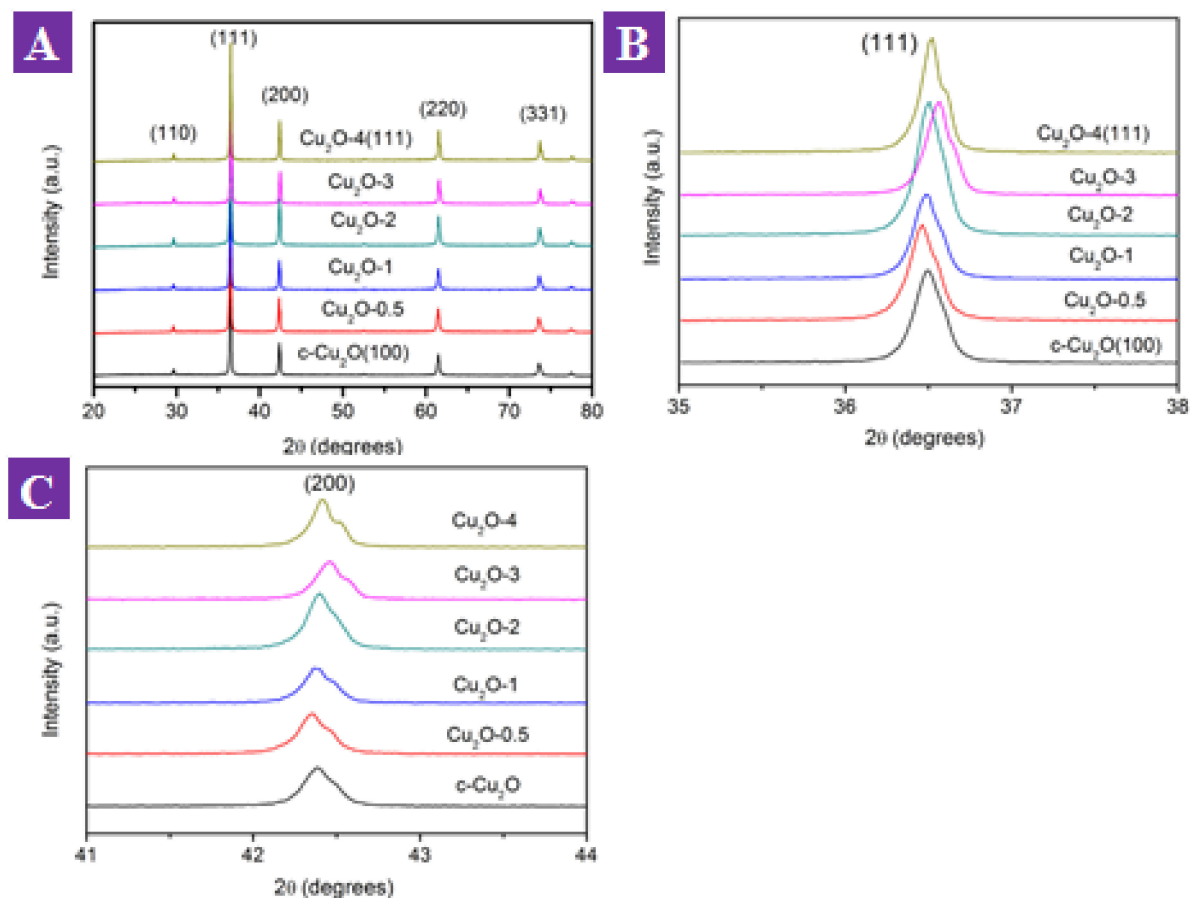 A
(111)
(200)
(220)
(331)
(110)
Cu₂O-4(111)
Cu₂O-3
Cu₂O-2
Cu₂O-1
Cu₂O-0.5
c-Cu₂O(100)
Intensity (a.u.)
20 30 40 50 60 70 80
2θ (degrees)
B
(111)
Cu₂O-4(111)
Cu₂O-3
Cu₂O-2
Cu₂O-1
Cu₂O-0.5
c-Cu₂O(100)
Intensity (a.u.)
35 36 37 38
2θ (degrees)
C
(200)
Cu₂O-4
Cu₂O-3
Cu₂O-2
Cu₂O-1
Cu₂O-0.5
c-Cu₂O
Intensity (a.u.)
41 42 43 44
2θ (degrees)